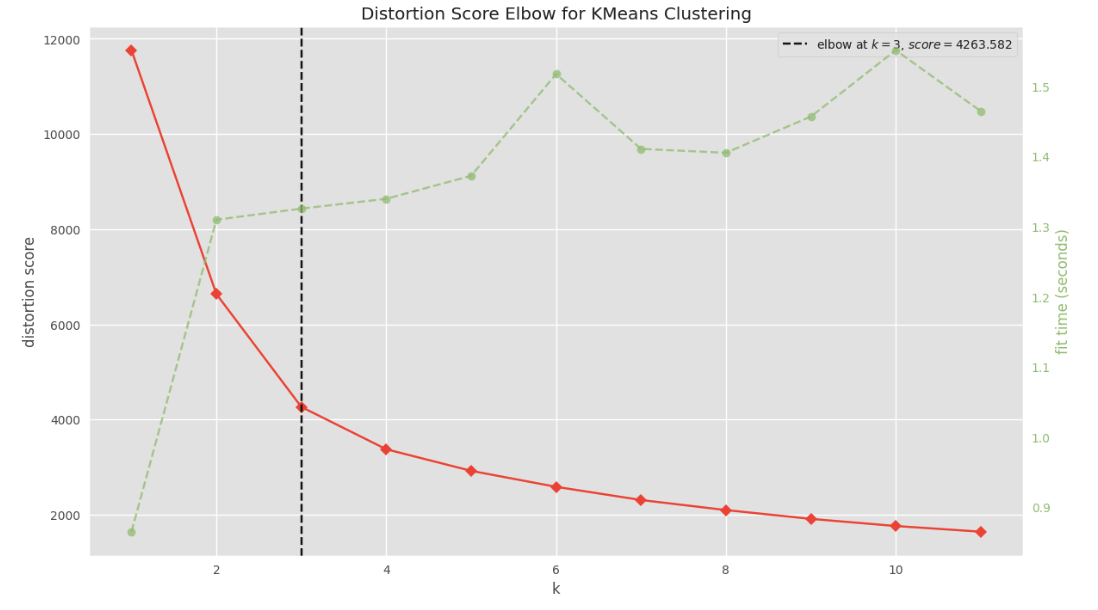 Distortion Score Elbow for KMeans Clustering
elbow at k = 3, score = 4263.582
distortion score
12000
10000
8000
6000
4000
2000
fit time (seconds)
1.5
1.4
1.3
1.2
1.1
1.0
0.9
2 4 6 8 10
k